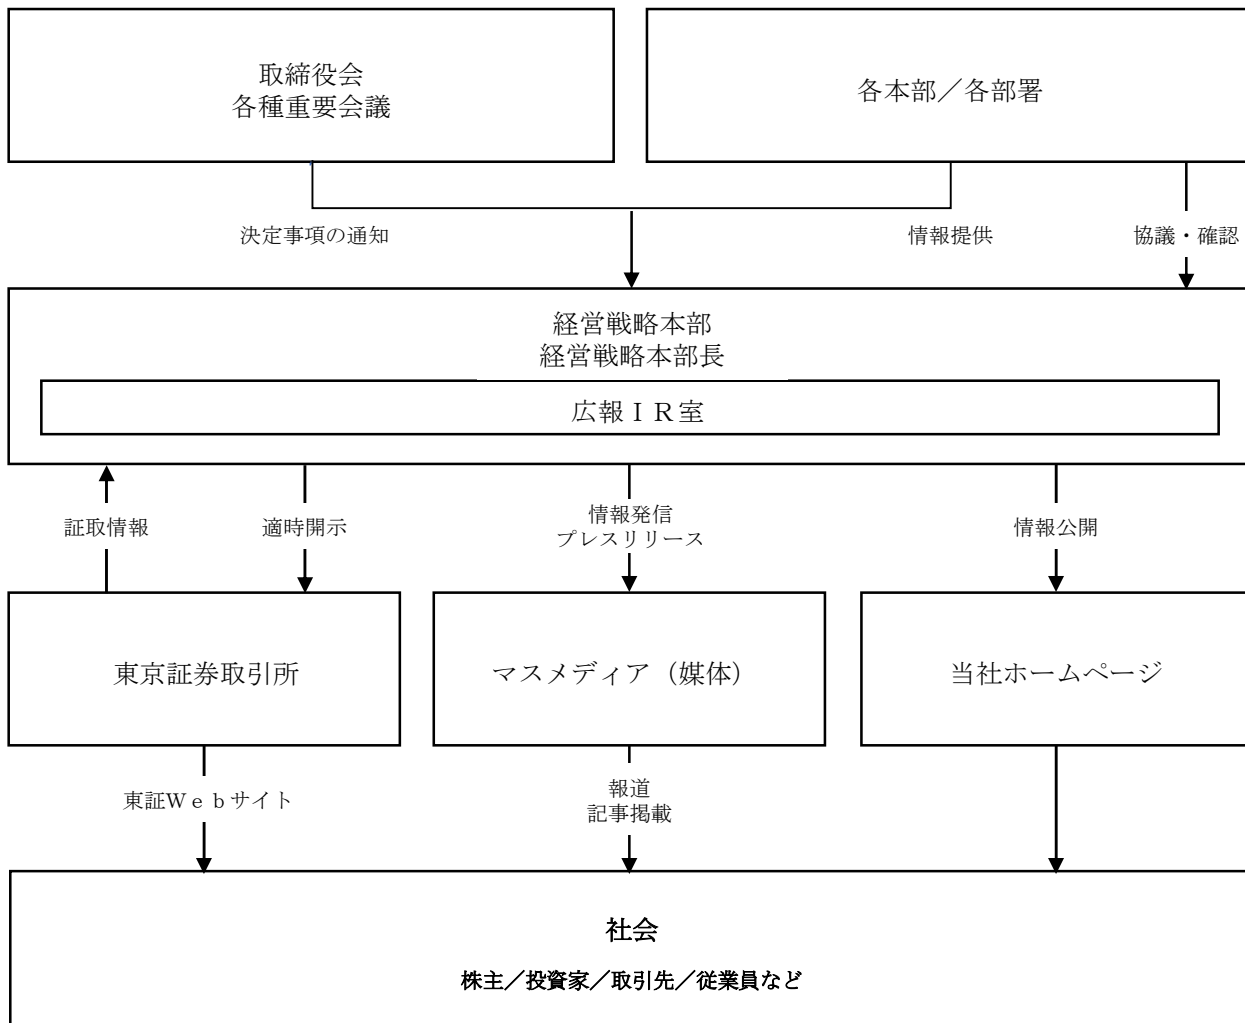 取締役会
各種重要会議
各本部／各部署
決定事項の通知
情報提供
協議・確認
経営戦略本部
経営戦略本部長
広報ＩＲ室
証取情報
適時開示
情報発信
プレスリリース
情報公開
東京証券取引所
マスメディア（媒体）
当社ホームページ
東証Ｗｅｂサイト
報道
記事掲載
社会
株主／投資家／取引先／従業員など